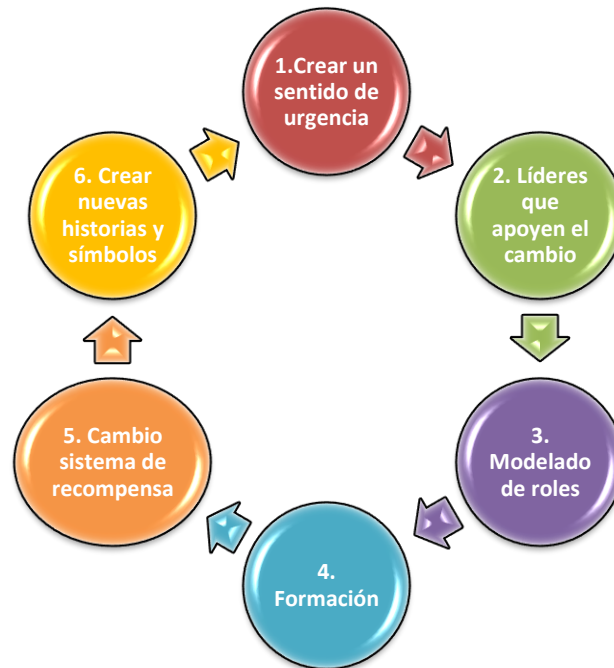 1.Crear un
sentido de
urgencia
2. Líderes
que
apoyen el
cambio
3.
Modelado
de roles
4.
Formación
5. Cambio
sistema de
recompensa
6. Crear
nuevas
historias y
símbolos